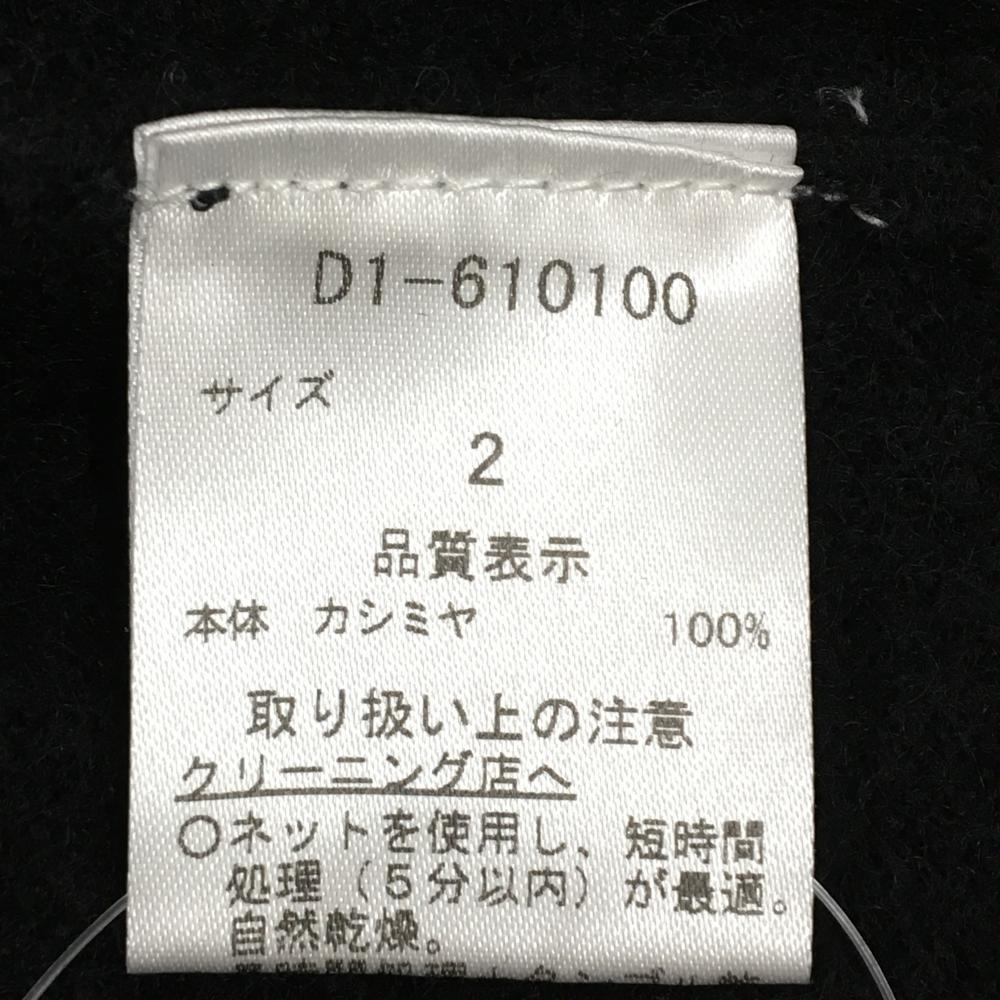 D1-610100
サイズ
2
品質表示
本体 カシミヤ 100%
取り扱い上の注意
クリーニング店へ
○ネットを使用し、短時間
処理（5分以内）が最適。
自然乾燥。